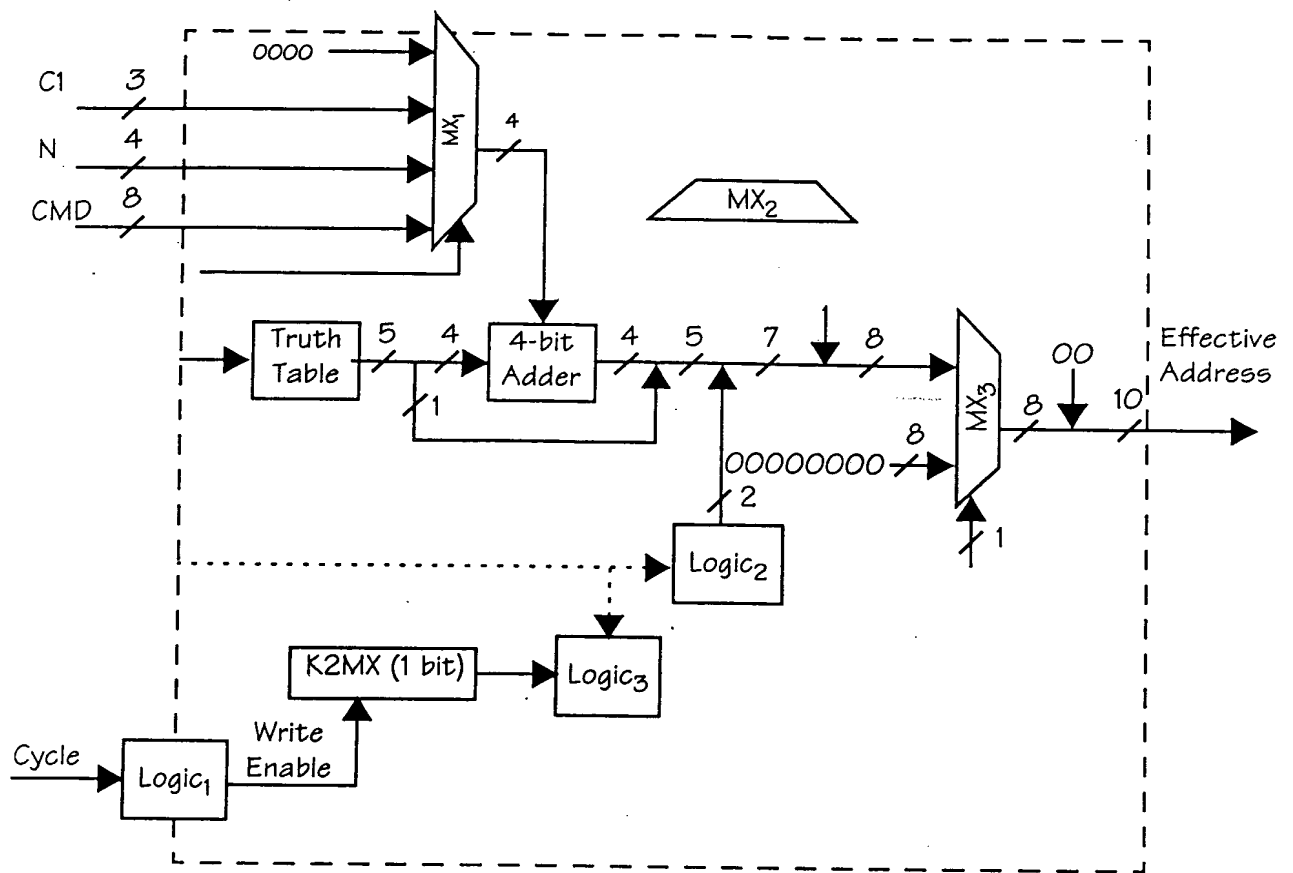 0000
C1
3
N
4
CMD
8
MX1
4
MX2
Truth
Table
5
4
1
4-bit
Adder
4
5
7
1
8
MX3
00
8
10
Effective
Address
00000000
8
1
2
Logic2
K2MX (1 bit)
Logic3
Write
Enable
Cycle
Logic1